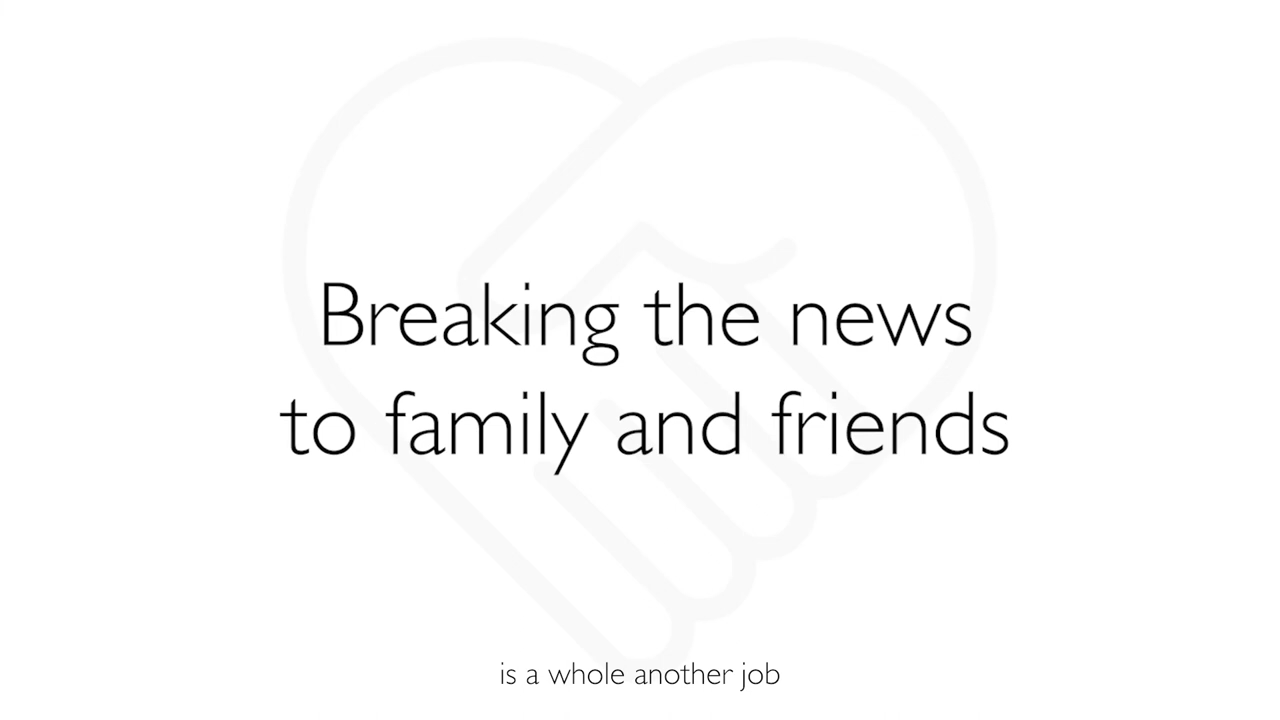 Breaking the news
to family and friends
is a whole another job